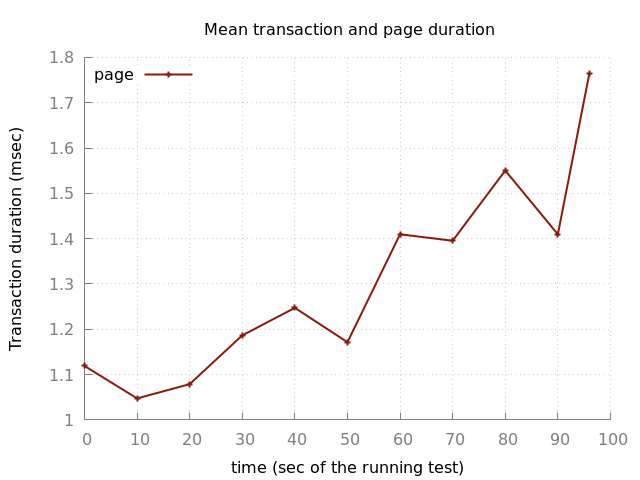 Mean transaction and page duration
page
Transaction duration (msec)
1.8
1.7
1.6
1.5
1.4
1.3
1.2
1.1
1
0 10 20 30 40 50 60 70 80 90 100
time (sec of the running test)